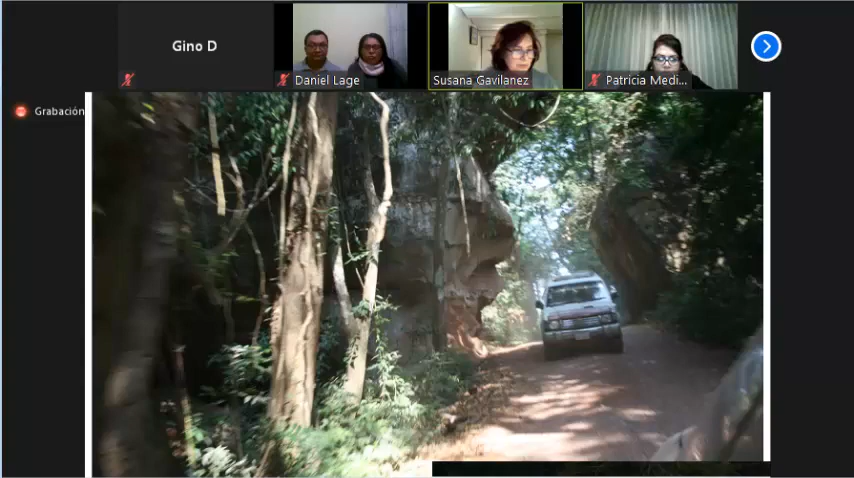 Gino D
Daniel Lage
Susana Gavilanez
Patricia Medi...
Grabación